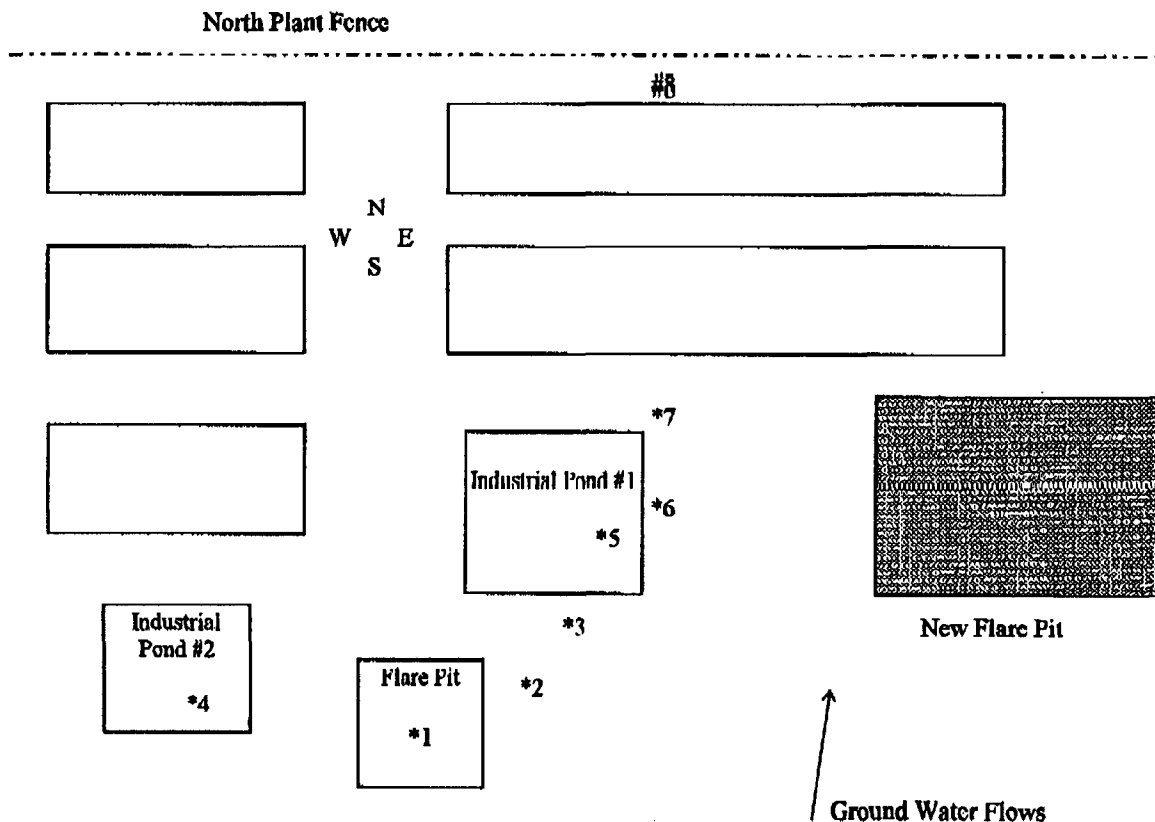 North Plant Fence
N
W E
S
*7
Industrial Pond #1
*6
*5
*3
Industrial
Pond #2
*4
Flare Pit
*2
*1
New Flare Pit
Ground Water Flows